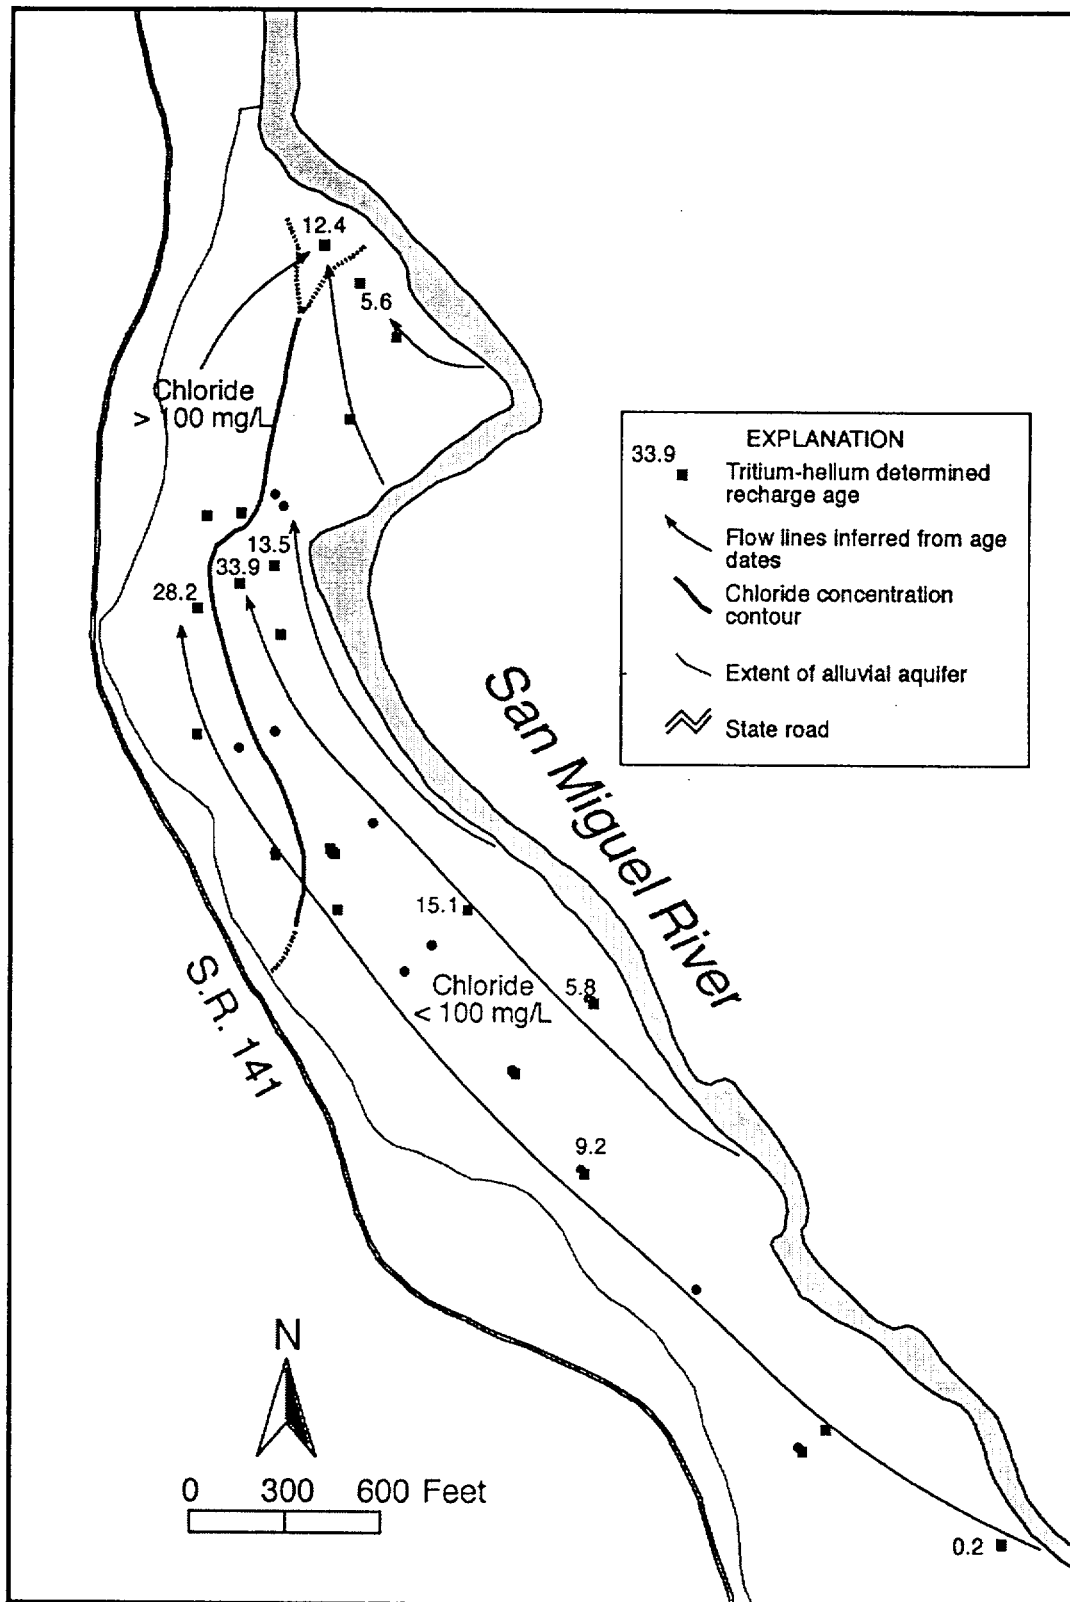 12.4
5.6
Chloride
> 100 mg/L
EXPLANATION
33.9
Tritium-helium determined
recharge age
Flow lines inferred from age
dates
Chloride concentration
contour
Extent of alluvial aquifer
State road
13.5
33.9
28.2
San Miguel River
15.1
Chloride
< 100 mg/L
5.8
S.R. 141
9.2
N
0 300 600 Feet
0.2